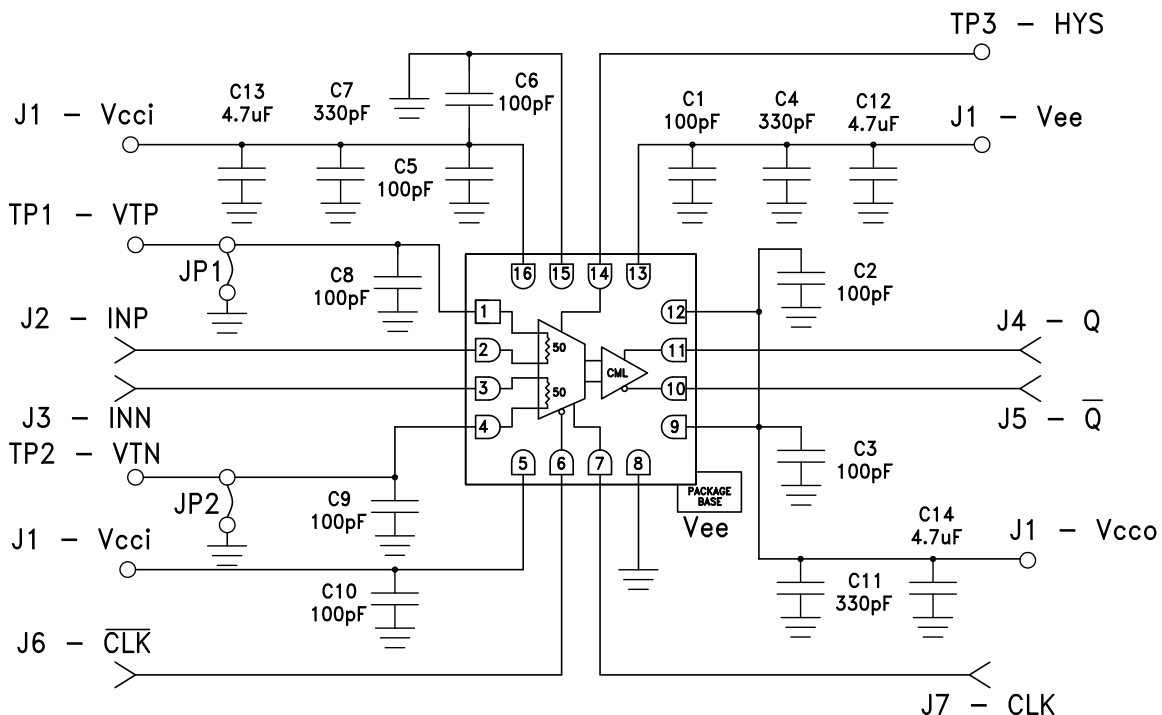 TP3 - HYS
C6
100pF
C13
4.7uF
C7
330pF
J1 - Vcci
C1
100pF
C4
330pF
C12
4.7uF
J1 - Vee
C5
100pF
TP1 - VTP
JP1
C8
100pF
16
15
14
13
C2
100pF
J2 - INP
1
12
J4 - Q
2
50
11
CML
3
50
10
J3 - INN
J5 - Q̅
TP2 - VTN
4
9
C3
100pF
5
6
7
8
JP2
C9
100pF
PACKAGE
BASE
Vee
J1 - Vcci
C14
4.7uF
J1 - Vcco
C10
100pF
C11
330pF
J6 - C̅L̅K̅
J7 - CLK